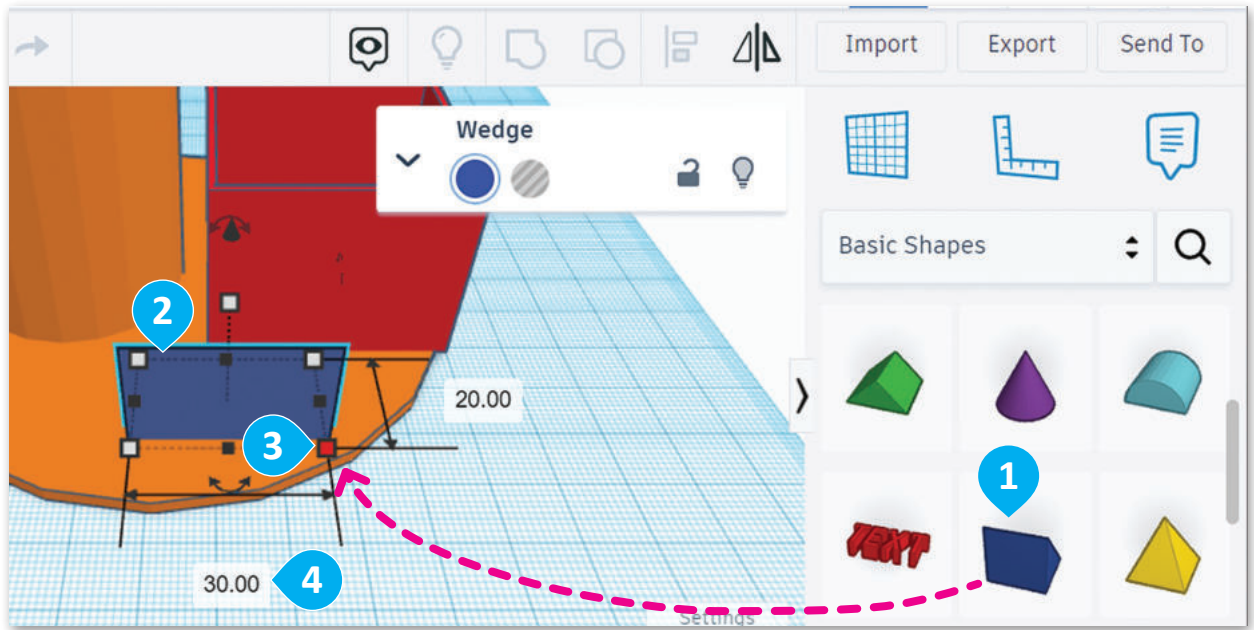 Import Export Send To
Wedge
Basic Shapes
2
20.00
3
1
TEXT
30.00
4
Settings